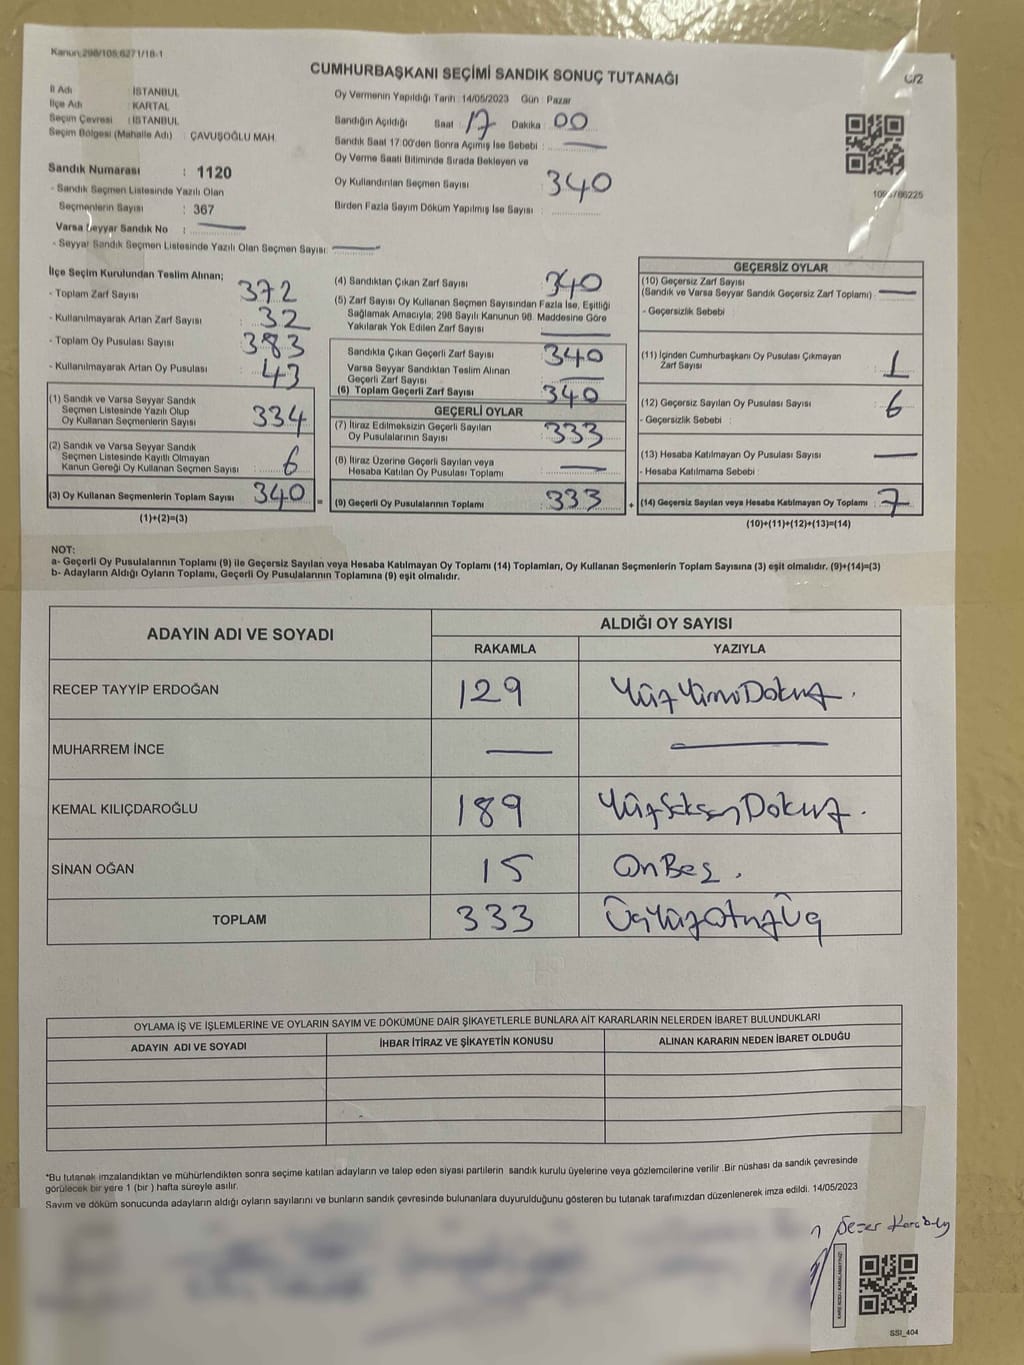 Kanun:298/105;6271/18-1
CUMHURBAŞKANI SEÇİMİ SANDIK SONUÇ TUTANAĞI
C/2
İl Adı : İSTANBUL
İlçe Adı : KARTAL
Seçim Çevresi : İSTANBUL
Seçim Bölgesi (Mahalle Adı) : ÇAVUŞOĞLU MAH.
Sandık Numarası : 1120
- Sandık Seçmen Listesinde Yazılı Olan
Seçmenlerin Sayısı : 367
Varsa Seyyar Sandık No :
- Seyyar Sandık Seçmen Listesinde Yazılı Olan Seçmen Sayısı:
Oy Vermenin Yapıldığı Tarih : 14/05/2023 Gün : Pazar
Sandığın Açıldığı Saat : 17 Dakika : 00
Sandık Saat 17:00'den Sonra Açımış İse Sebebi :
Oy Verme Saati Bitiminde Sırada Bekleyen ve
Oy Kullandırılan Seçmen Sayısı : 340
Birden Fazla Sayım Döküm Yapılmış İse Sayısı :
İlçe Seçim Kurulundan Teslim Alınan;
- Toplam Zarf Sayısı : 372
- Kullanılmayarak Artan Zarf Sayısı : 32
- Toplam Oy Pusulası Sayısı : 383
- Kullanılmayarak Artan Oy Pusulası : 43
(1) Sandık ve Varsa Seyyar Sandık
Seçmen Listesinde Yazılı Olup
Oy Kullanan Seçmenlerin Sayısı : 334
(2) Sandık ve Varsa Seyyar Sandık
Seçmen Listesinde Kayıtlı Olmayan
Kanun Gereği Oy Kullanan Seçmen Sayısı : 6
(3) Oy Kullanan Seçmenlerin Toplam Sayısı : 340 =
(1)+(2)=(3)
(4) Sandıktan Çıkan Zarf Sayısı : 340
(5) Zarf Sayısı Oy Kullanan Seçmen Sayısından Fazla İse, Eşitliği
Sağlamak Amacıyla; 298 Sayılı Kanunun 98. Maddesine Göre
Yakılarak Yok Edilen Zarf Sayısı
Sandıkta Çıkan Geçerli Zarf Sayısı : 340
Varsa Seyyar Sandıktan Teslim Alınan
Geçerli Zarf Sayısı
(6) Toplam Geçerli Zarf Sayısı : 340
GEÇERLİ OYLAR
(7) İtiraz Edilmeksizin Geçerli Sayılan
Oy Pusulalarının Sayısı : 333
(8) İtiraz Üzerine Geçerli Sayılan veya
Hesaba Katılan Oy Pusulası Toplamı :
(9) Geçerli Oy Pusulalarının Toplamı : 333 +
GEÇERSİZ OYLAR
(10) Geçersiz Zarf Sayısı
(Sandık ve Varsa Seyyar Sandık Geçersiz Zarf Toplamı) :
- Geçersizlik Sebebi :
(11) İçinden Cumhurbaşkanı Oy Pusulası Çıkmayan
Zarf Sayısı : 1
(12) Geçersiz Sayılan Oy Pusulası Sayısı : 6
- Geçersizlik Sebebi :
(13) Hesaba Katılmayan Oy Pusulası Sayısı :
- Hesaba Katılmama Sebebi :
(14) Geçersiz Sayılan veya Hesaba Katılmayan Oy Toplamı : 7
(10)+(11)+(12)+(13)=(14)
NOT:
a- Geçerli Oy Pusulalarının Toplamı (9) ile Geçersiz Sayılan veya Hesaba Katılmayan Oy Toplamı (14) Toplamları, Oy Kullanan Seçmenlerin Toplam Sayısına (3) eşit olmalıdır. (9)+(14)=(3)
b- Adayların Aldığı Oyların Toplamı, Geçerli Oy Pusulalarının Toplamına (9) eşit olmalıdır.
ADAYIN ADI VE SOYADI
ALDIĞI OY SAYISI
RAKAMLA YAZIYLA
RECEP TAYYİP ERDOĞAN 129 YüzYirmiDokuz.
MUHARREM İNCE
KEMAL KILIÇDAROĞLU 189 YüzSeksenDokuz.
SİNAN OĞAN 15 OnBeş.
TOPLAM 333 ÜçYüzOtuzÜç
OYLAMA İŞ VE İŞLEMLERİNE VE OYLARIN SAYIM VE DÖKÜMÜNE DAİR ŞİKAYETLERLE BUNLARA AİT KARARLARIN NELERDEN İBARET BULUNDUKLARI
ADAYIN ADI VE SOYADI İHBAR İTİRAZ VE ŞİKAYETİN KONUSU ALINAN KARARIN NEDEN İBARET OLDUĞU
*Bu tutanak imzalandıktan ve mühürlendikten sonra seçime katılan adayların ve talep eden siyasi partilerin sandık kurulu üyelerine veya gözlemcilerine verilir .Bir nüshası da sandık çevresinde
görülecek bir yere 1 (bir ) hafta süreyle asılır.
Sayım ve döküm sonucunda adayların aldığı oyların sayılarını ve bunların sandık çevresinde bulunanlara duyurulduğunu gösteren bu tutanak tarafımızdan düzenlenerek imza edildi. 14/05/2023
Sezer
SSI_404